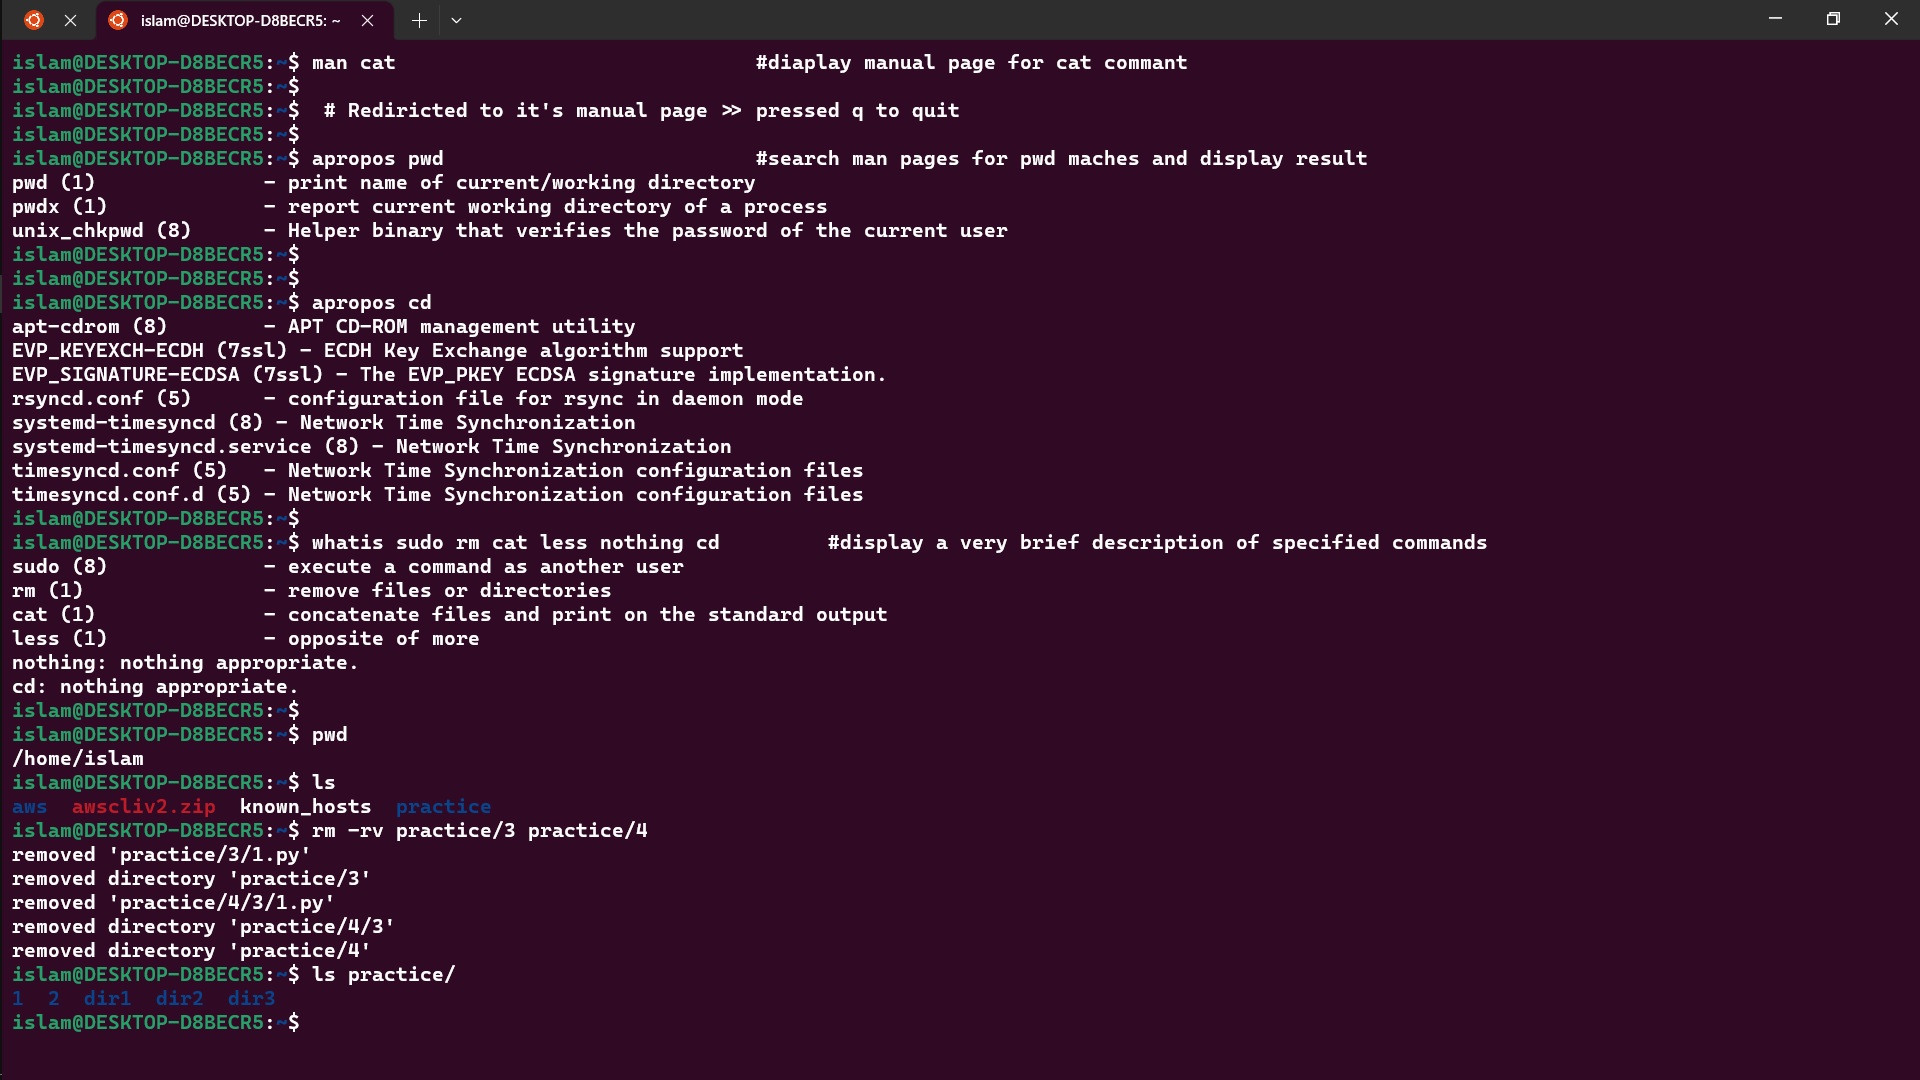 islam@DESKTOP-D8BECR5: ~
islam@DESKTOP-D8BECR5:~$ man cat                              #diaplay manual page for cat commant
islam@DESKTOP-D8BECR5:~$
islam@DESKTOP-D8BECR5:~$  # Rediricted to it's manual page >> pressed q to quit
islam@DESKTOP-D8BECR5:~$
islam@DESKTOP-D8BECR5:~$ apropos pwd                          #search man pages for pwd maches and display result
pwd (1)              - print name of current/working directory
pwdx (1)             - report current working directory of a process
unix_chkpwd (8)      - Helper binary that verifies the password of the current user
islam@DESKTOP-D8BECR5:~$
islam@DESKTOP-D8BECR5:~$
islam@DESKTOP-D8BECR5:~$ apropos cd
apt-cdrom (8)        - APT CD-ROM management utility
EVP_KEYEXCH-ECDH (7ssl) - ECDH Key Exchange algorithm support
EVP_SIGNATURE-ECDSA (7ssl) - The EVP_PKEY ECDSA signature implementation.
rsyncd.conf (5)      - configuration file for rsync in daemon mode
systemd-timesyncd (8) - Network Time Synchronization
systemd-timesyncd.service (8) - Network Time Synchronization
timesyncd.conf (5)   - Network Time Synchronization configuration files
timesyncd.conf.d (5) - Network Time Synchronization configuration files
islam@DESKTOP-D8BECR5:~$
islam@DESKTOP-D8BECR5:~$ whatis sudo rm cat less nothing cd         #display a very brief description of specified commands
sudo (8)             - execute a command as another user
rm (1)               - remove files or directories
cat (1)              - concatenate files and print on the standard output
less (1)             - opposite of more
nothing: nothing appropriate.
cd: nothing appropriate.
islam@DESKTOP-D8BECR5:~$
islam@DESKTOP-D8BECR5:~$ pwd
/home/islam
islam@DESKTOP-D8BECR5:~$ ls
aws  awscliv2.zip  known_hosts  practice
islam@DESKTOP-D8BECR5:~$ rm -rv practice/3 practice/4
removed 'practice/3/1.py'
removed directory 'practice/3'
removed 'practice/4/3/1.py'
removed directory 'practice/4/3'
removed directory 'practice/4'
islam@DESKTOP-D8BECR5:~$ ls practice/
1  2  dir1  dir2  dir3
islam@DESKTOP-D8BECR5:~$